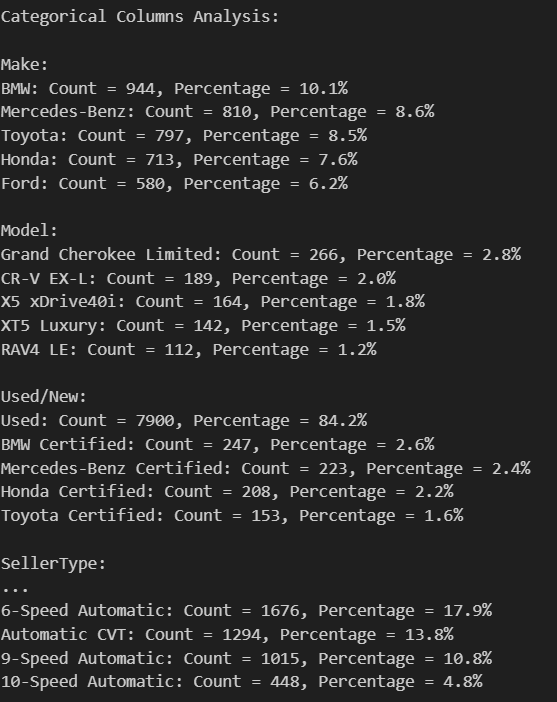 Categorical Columns Analysis:
Make:
BMW: Count = 944, Percentage = 10.1%
Mercedes-Benz: Count = 810, Percentage = 8.6%
Toyota: Count = 797, Percentage = 8.5%
Honda: Count = 713, Percentage = 7.6%
Ford: Count = 580, Percentage = 6.2%
Model:
Grand Cherokee Limited: Count = 266, Percentage = 2.8%
CR-V EX-L: Count = 189, Percentage = 2.0%
X5 xDrive40i: Count = 164, Percentage = 1.8%
XT5 Luxury: Count = 142, Percentage = 1.5%
RAV4 LE: Count = 112, Percentage = 1.2%
Used/New:
Used: Count = 7900, Percentage = 84.2%
BMW Certified: Count = 247, Percentage = 2.6%
Mercedes-Benz Certified: Count = 223, Percentage = 2.4%
Honda Certified: Count = 208, Percentage = 2.2%
Toyota Certified: Count = 153, Percentage = 1.6%
SellerType:
...
6-Speed Automatic: Count = 1676, Percentage = 17.9%
Automatic CVT: Count = 1294, Percentage = 13.8%
9-Speed Automatic: Count = 1015, Percentage = 10.8%
10-Speed Automatic: Count = 448, Percentage = 4.8%